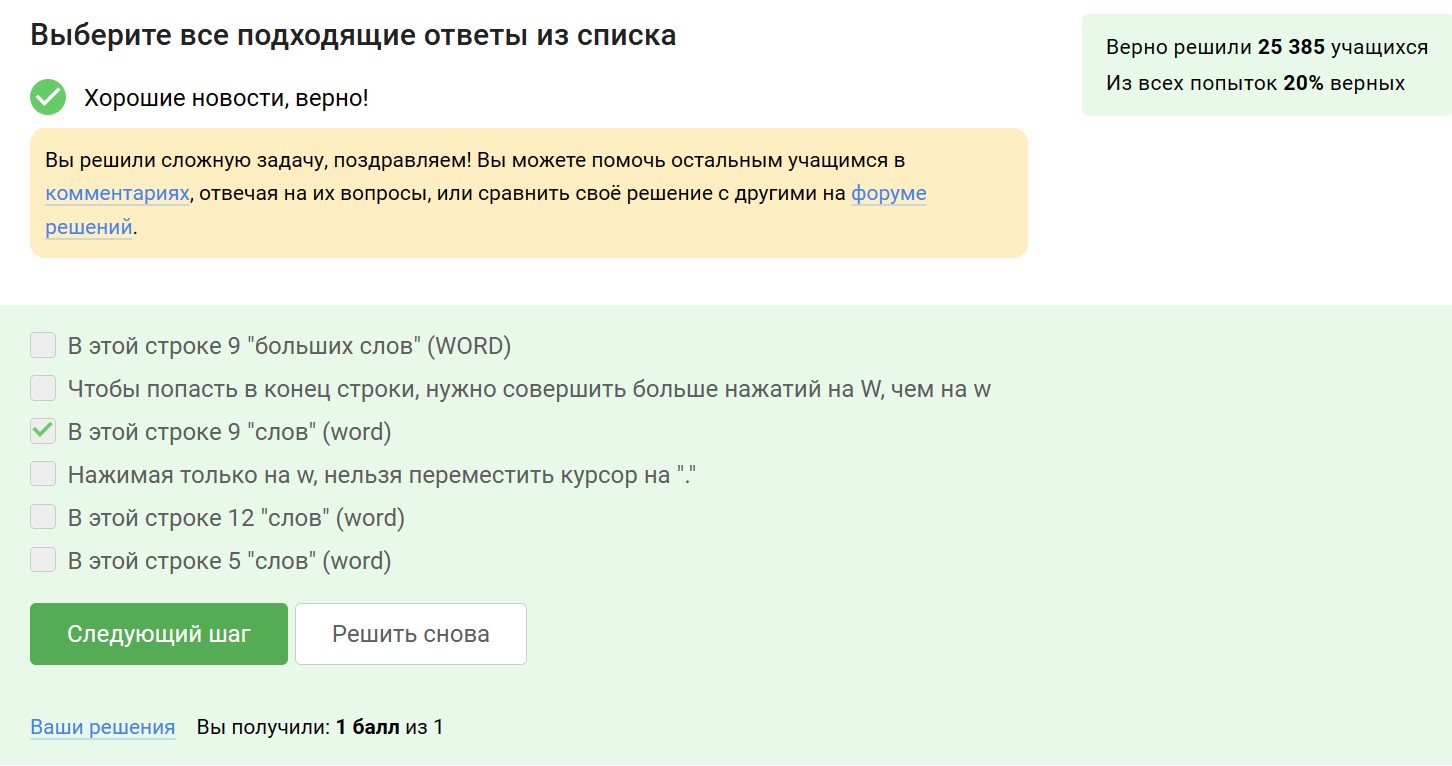 Выберите все подходящие ответы из списка
Верно решили 25 385 учащихся
Из всех попыток 20% верных
Хорошие новости, верно!
Вы решили сложную задачу, поздравляем! Вы можете помочь остальным учащимся в
комментариях, отвечая на их вопросы, или сравнить своё решение с другими на форуме
решений.
В этой строке 9 "больших слов" (WORD)
Чтобы попасть в конец строки, нужно совершить больше нажатий на W, чем на w
В этой строке 9 "слов" (word)
Нажимая только на w, нельзя переместить курсор на "."
В этой строке 12 "слов" (word)
В этой строке 5 "слов" (word)
Следующий шаг
Решить снова
Ваши решения Вы получили: 1 балл из 1